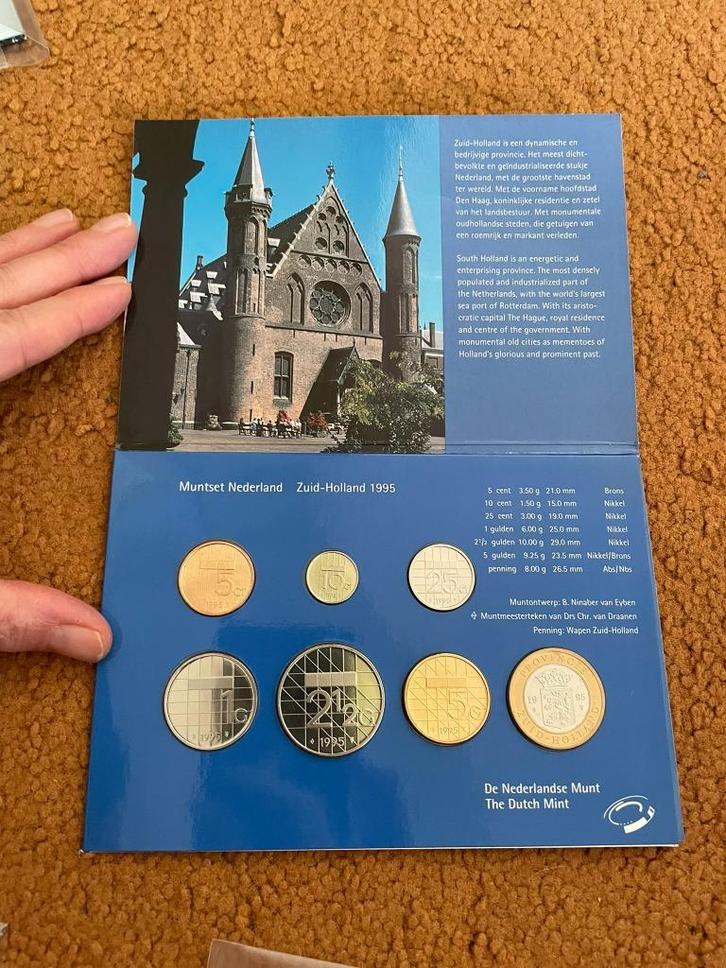 Zuid-Holland is een dynamische en
bedrijvige provincie. Het meest dicht-
bevolkte en geïndustrialiseerde stukje
Nederland, met de grootste havenstad
ter wereld. Met de voorname hoofdstad
Den Haag, koninklijke residentie en zetel
van het landsbestuur. Met monumentale
oudhollandse steden, die getuigen van
een roemrijk en markant verleden.
South Holland is an energetic and
enterprising province. The most densely
populated and industrialized part of
the Netherlands, with the world's largest
sea port of Rotterdam. With its aristo-
cratic capital The Hague, royal residence
and centre of the government. With
monumental old cities as mementoes of
Holland's glorious and prominent past.
Muntset Nederland Zuid-Holland 1995
5 cent 3.50 g 21.0 mm Brons
10 cent 1.50 g 15.0 mm Nikkel
25 cent 3.00 g 19.0 mm Nikkel
1 gulden 6.00 g 25.0 mm Nikkel
2½ gulden 10.00 g 29.0 mm Nikkel
5 gulden 9.25 g 23.5 mm Nikkel/Brons
penning 8.00 g 26.5 mm Abs/Nbs
Muntontwerp: B. Ninaber van Eyben
Muntmeesterteken van Drs Chr. van Draanen
Penning: Wapen Zuid-Holland
5 CT
1995
10 CT
25 CT
1995
1 G
1995
2½ G
1995
5 G
1995
PROVINCIE
19 95
ZUID-HOLLAND
De Nederlandse Munt
The Dutch Mint